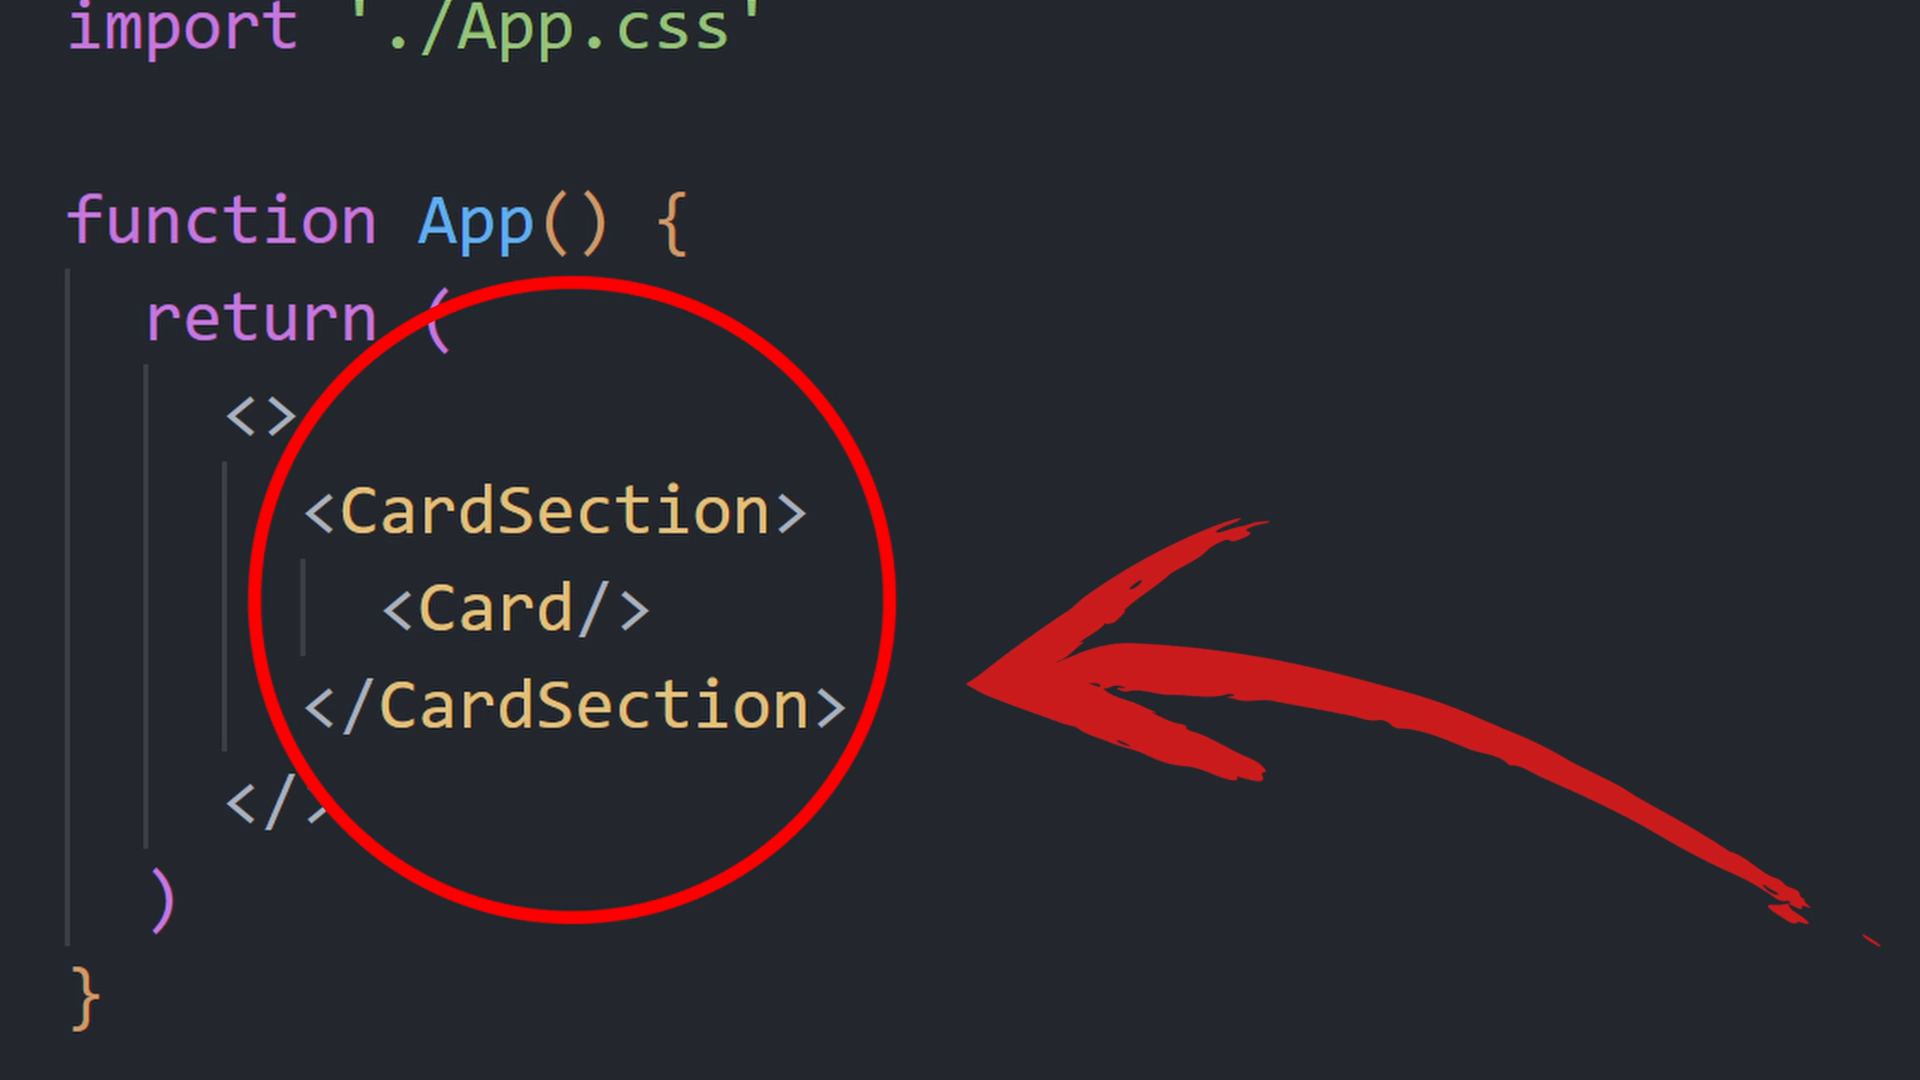 import './App.css'
function App() {
return (
<>
<CardSection>
<Card/>
</CardSection>
</>
)
}